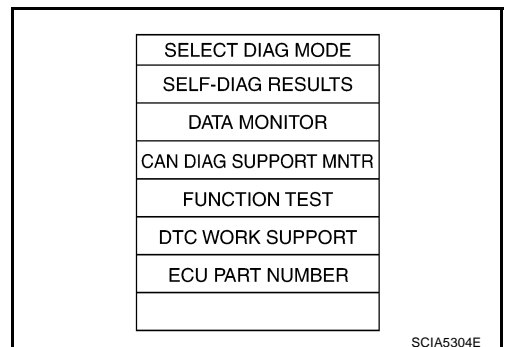 SELECT DIAG MODE
SELF-DIAG RESULTS
DATA MONITOR
CAN DIAG SUPPORT MNTR
FUNCTION TEST
DTC WORK SUPPORT
ECU PART NUMBER
SCIA5304E